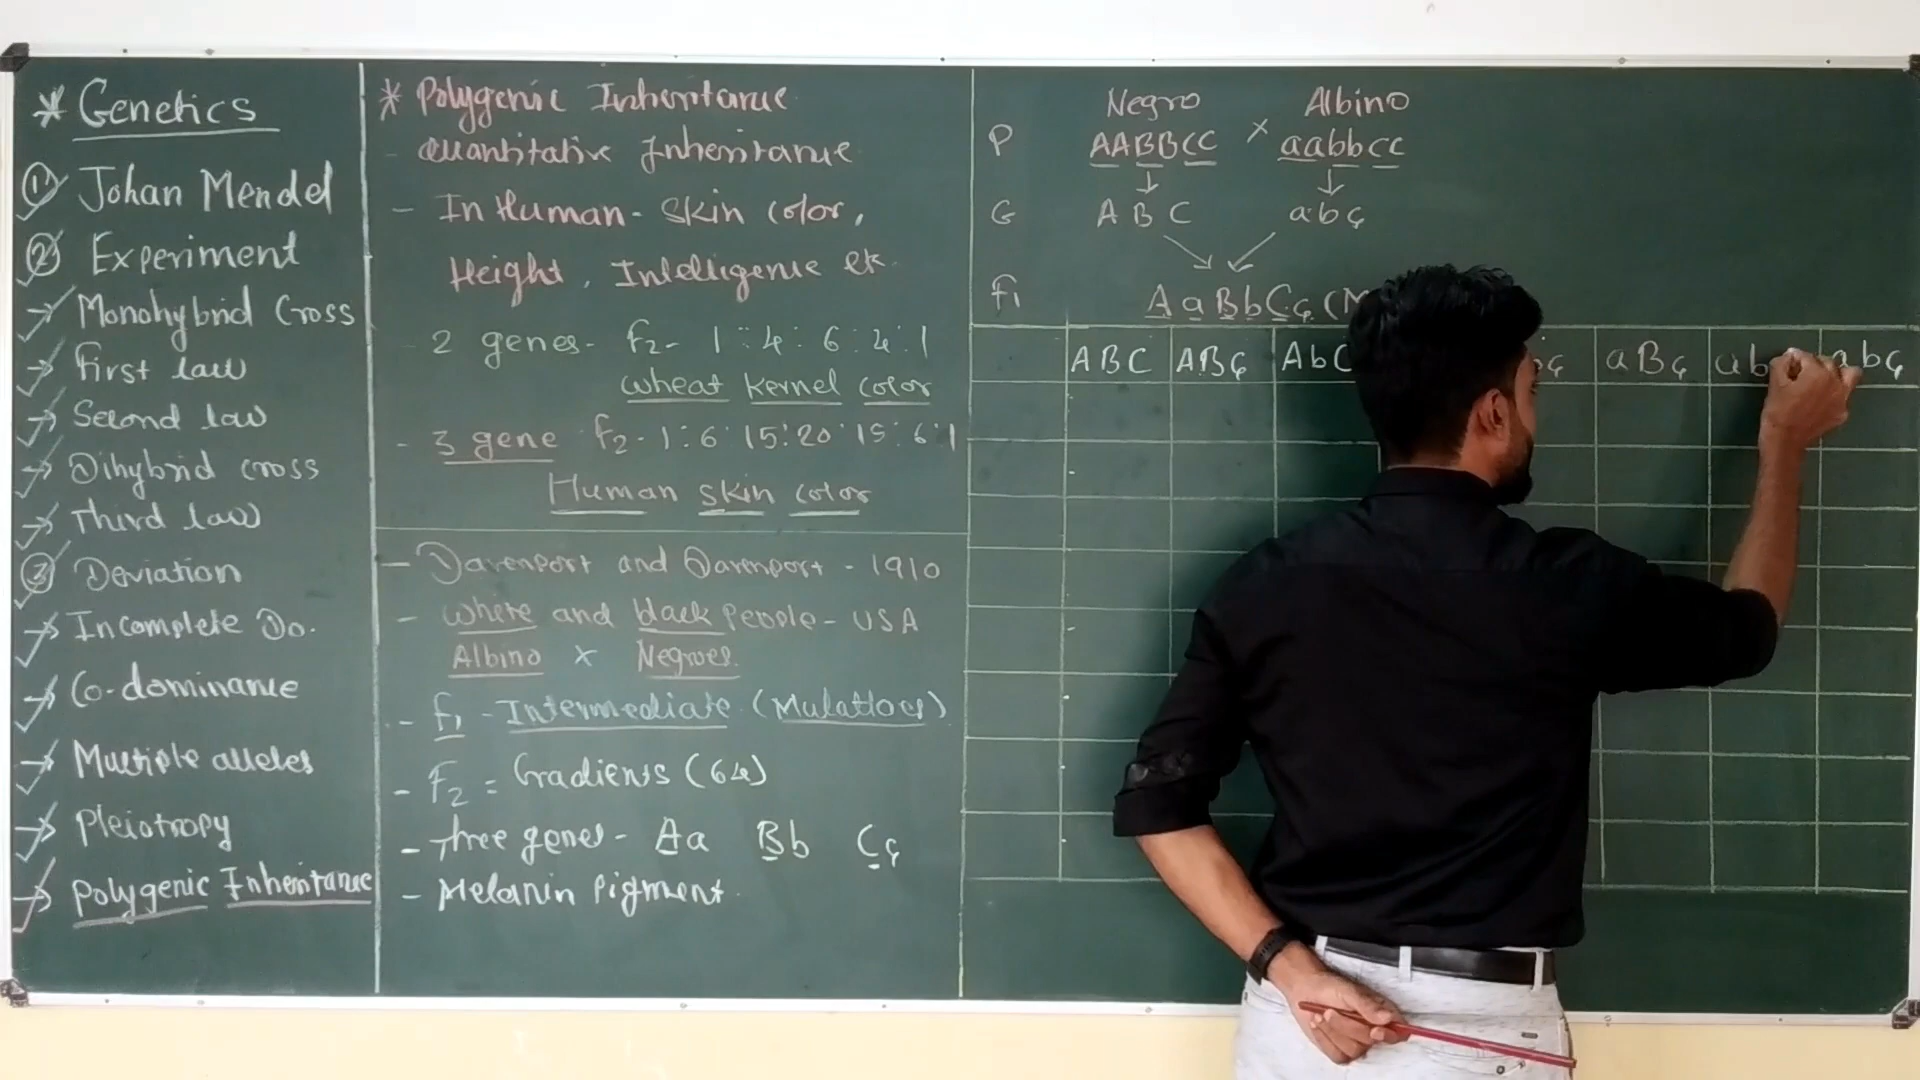 * Genetics
① Johan Mendel
② Experiment
→ Monohybrid Cross
→ First law
→ Second law
→ Dihybrid cross
→ Third law
③ Deviation
→ Incomplete Do.
→ Co-dominance
→ Multiple alleles
→ Pleiotropy
→ Polygenic Inheritance
* Polygenic Inheritance
- Quantitative Inheritance
- In Human - Skin color,
Height, Intelligence etc
- 2 genes - F2 - 1 : 4 : 6 : 4 : 1
wheat kernel color
- 3 gene F2 - 1 : 6 : 15 : 20 : 15 : 6 : 1
Human skin color
- Davenport and Davenport - 1910
- White and black people - USA
Albino x Negroes.
- F1 - Intermediate (Mulattoes)
- F2 = Gradients (64)
- Three genes - Aa Bb Cc
- Melanin Pigment.
Negro Albino
P AABBCC x aabbcc
G ABC abc
F1 AaBbCc (M
ABC ABc AbC aBc ab abc